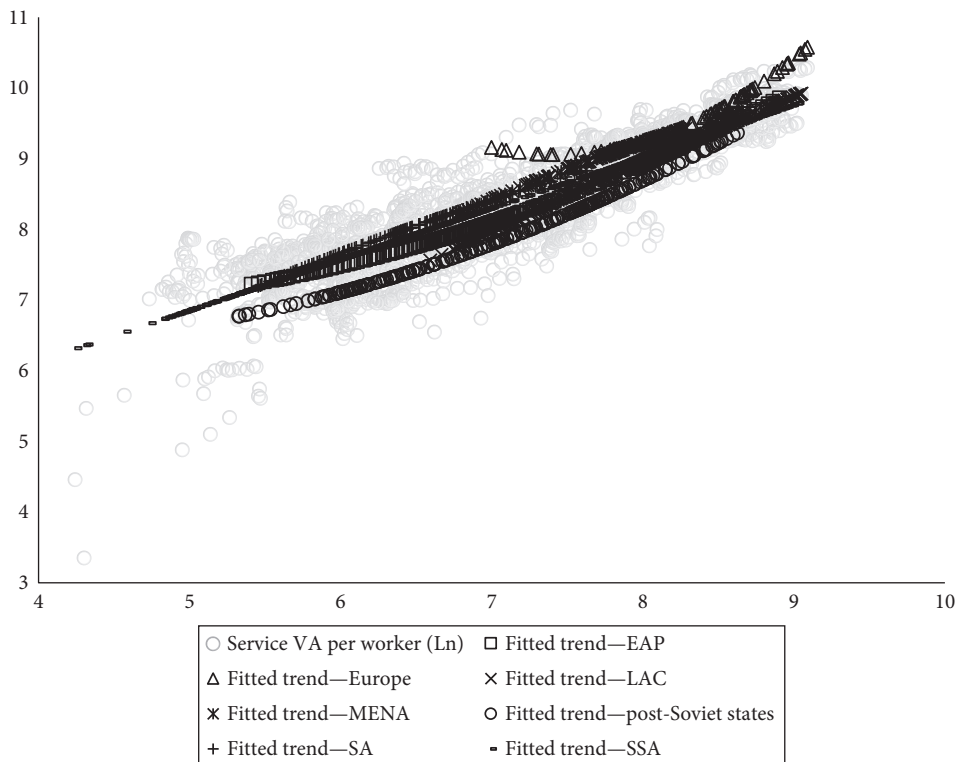 11
10
9
8
7
6
5
4
3
4 5 6 7 8 9 10
Service VA per worker (Ln) Fitted trend—EAP
Fitted trend—Europe Fitted trend—LAC
Fitted trend—MENA Fitted trend—post-Soviet states
Fitted trend—SA Fitted trend—SSA